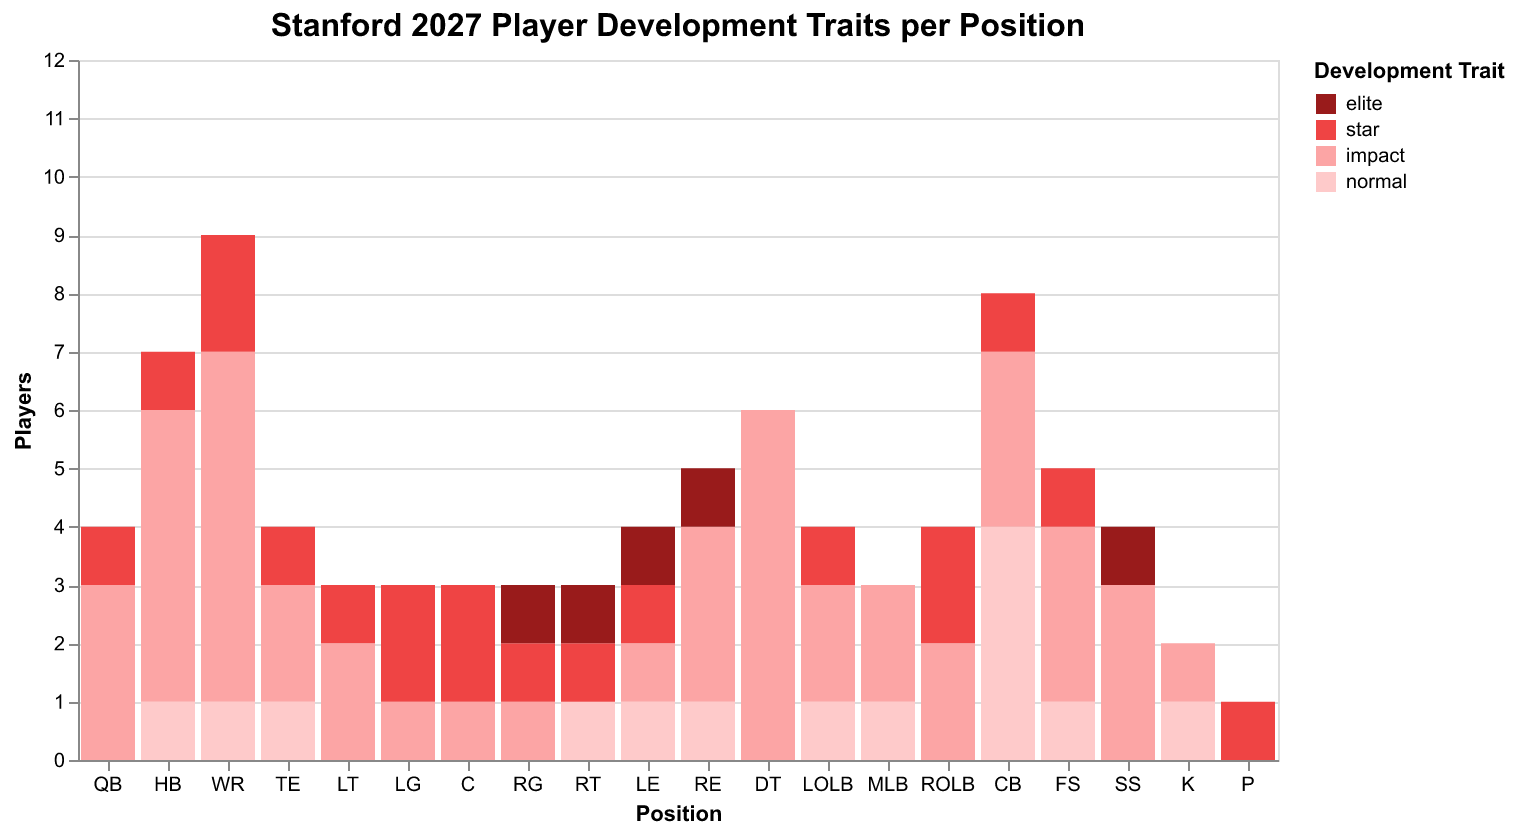 Stanford 2027 Player Development Traits per Position
12
11
10
9
8
7
6
5
4
3
2
1
0
Players
QB HB WR TE LT LG C RG RT LE RE DT LOLB MLB ROLB CB FS SS K P
Position
Development Trait
elite
star
impact
normal